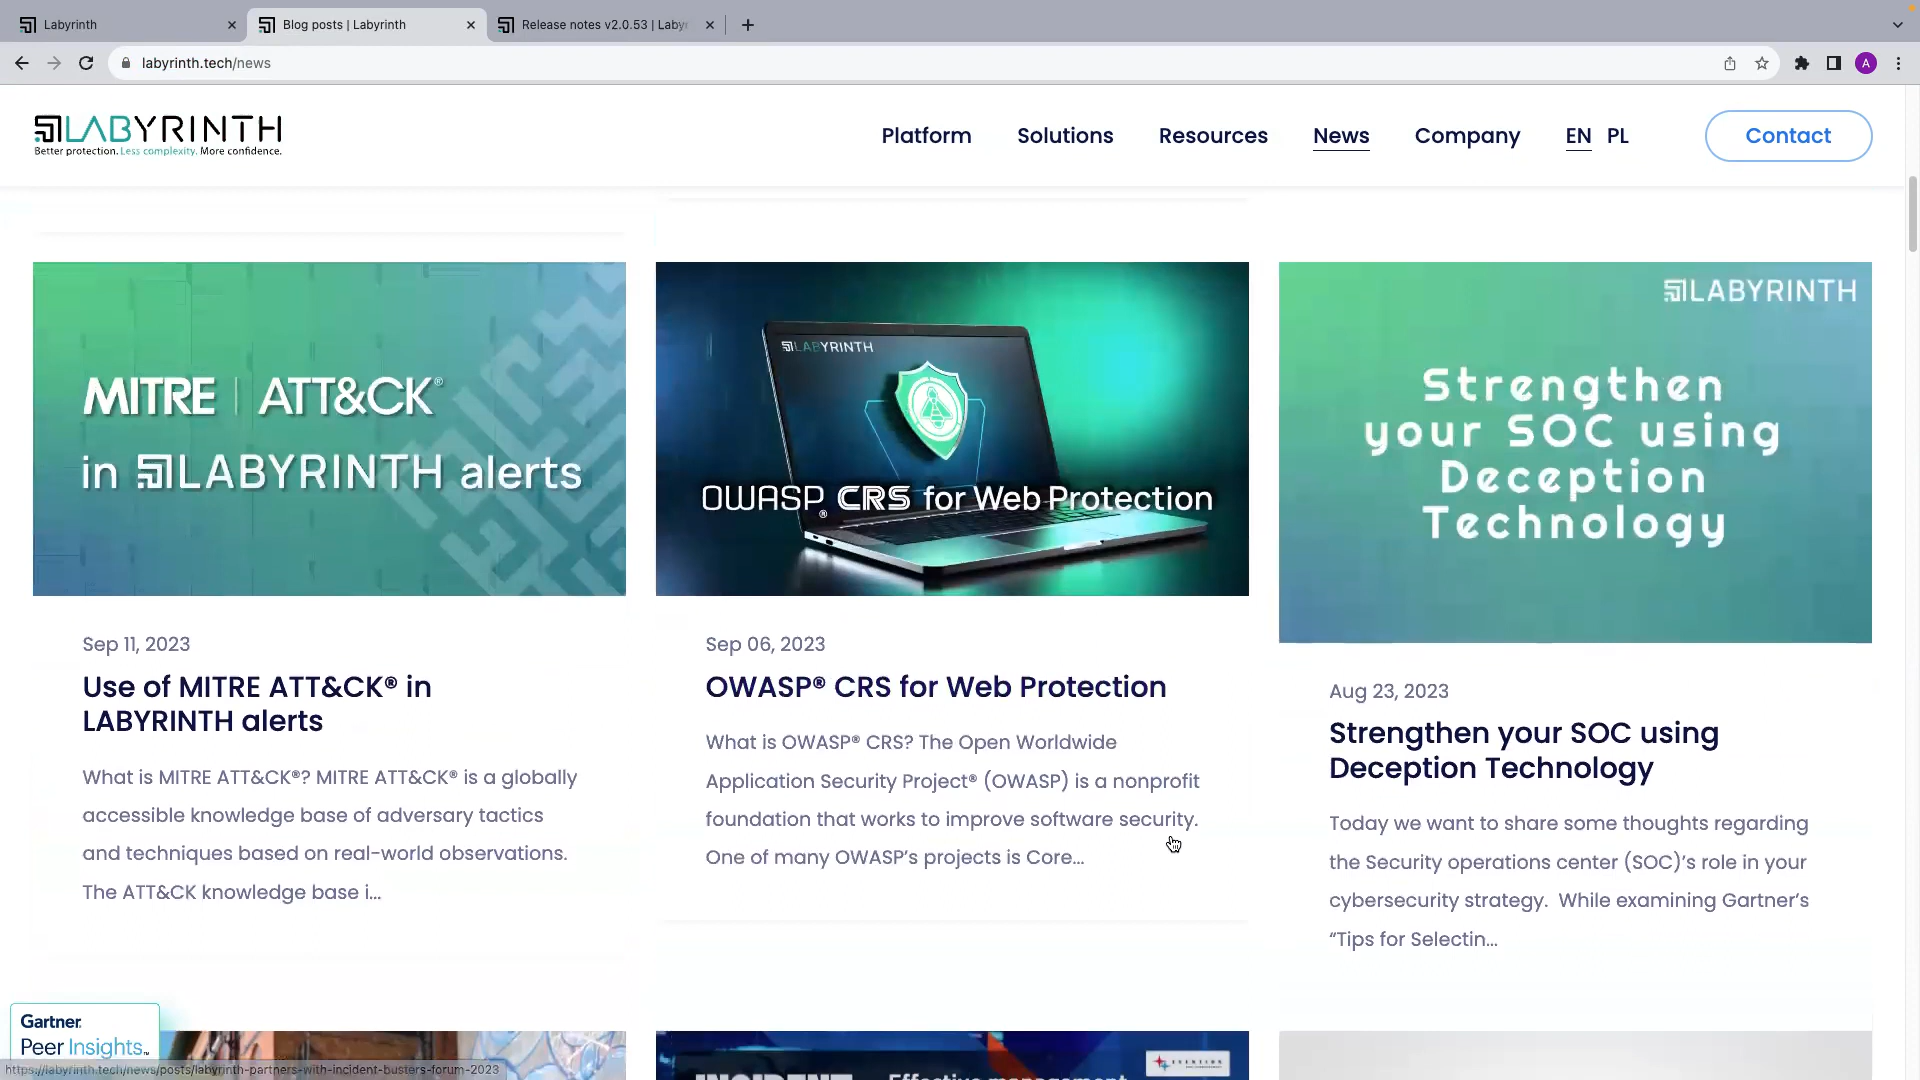 Labyrinth
Blog posts | Labyrinth
Release notes v2.0.53 | Laby
labyrinth.tech/news
A
LABYRINTH
Better protection. Less complexity. More confidence.
Platform
Solutions
Resources
News
Company
EN PL
Contact
MITRE | ATT&CK®
in LABYRINTH alerts
Sep 11, 2023
Use of MITRE ATT&CK® in
LABYRINTH alerts
What is MITRE ATT&CK®? MITRE ATT&CK® is a globally
accessible knowledge base of adversary tactics
and techniques based on real-world observations.
The ATT&CK knowledge base i...
LABYRINTH
OWASP® CRS for Web Protection
Sep 06, 2023
OWASP® CRS for Web Protection
What is OWASP® CRS? The Open Worldwide
Application Security Project® (OWASP) is a nonprofit
foundation that works to improve software security.
One of many OWASP’s projects is Core...
LABYRINTH
Strengthen
your SOC using
Deception
Technology
Aug 23, 2023
Strengthen your SOC using
Deception Technology
Today we want to share some thoughts regarding
the Security operations center (SOC)’s role in your
cybersecurity strategy.  While examining Gartner’s
“Tips for Selectin...
Gartner
Peer Insights™
https://labyrinth.tech/news/posts/labyrinth-partners-with-incident-busters-forum-2023
INCIDENT
Effective management